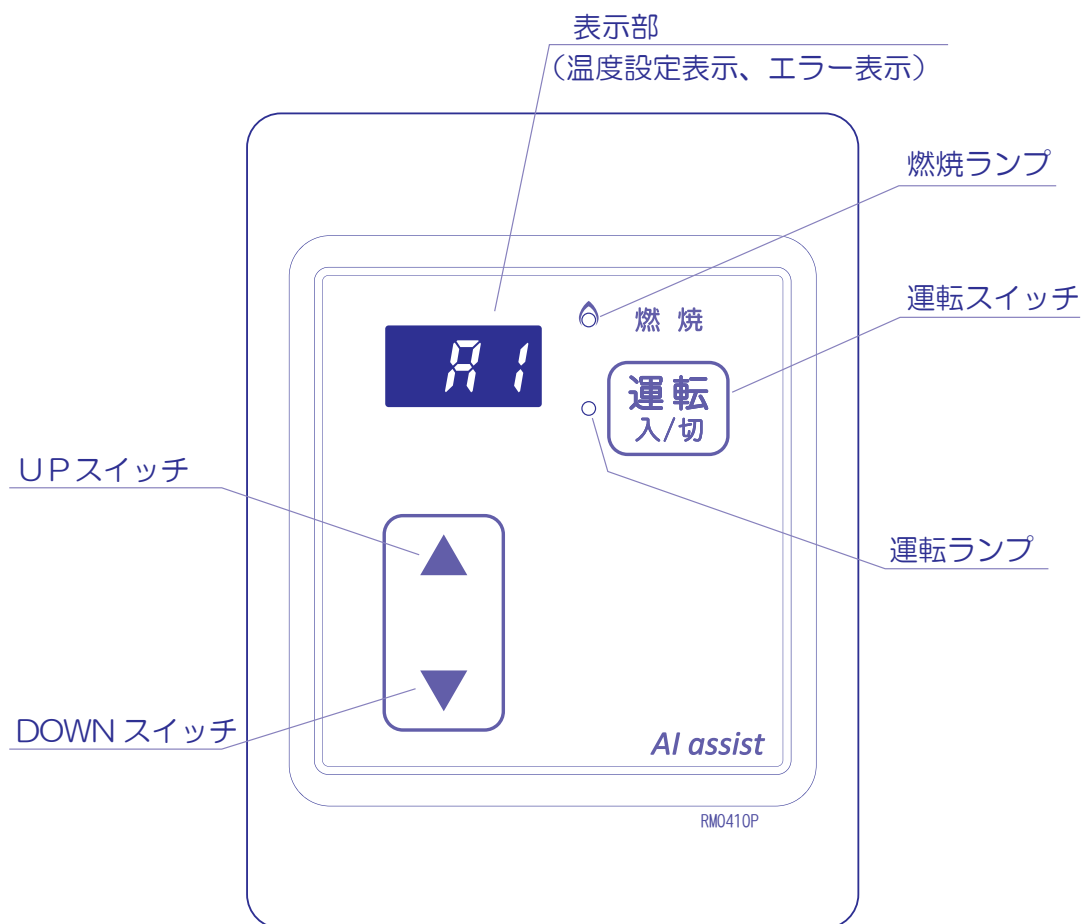 表示部
（温度設定表示、エラー表示）
燃焼ランプ
運転スイッチ
燃 焼
A1
運転
入/切
UPスイッチ
運転ランプ
DOWN スイッチ
AI assist
RM0410P